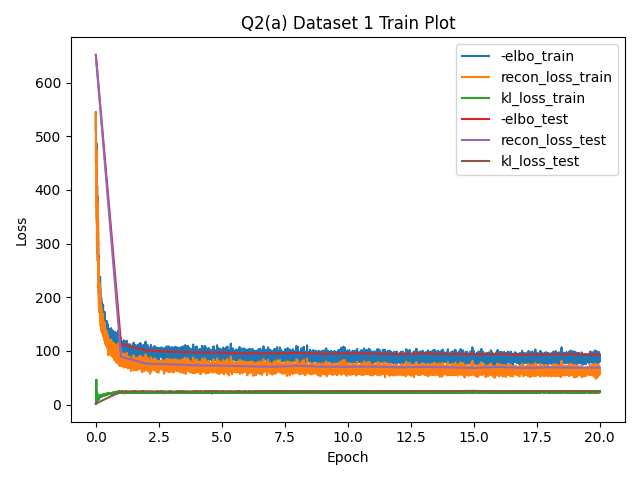 Q2(a) Dataset 1 Train Plot
-elbo_train
recon_loss_train
kl_loss_train
-elbo_test
recon_loss_test
kl_loss_test
Loss
600
500
400
300
200
100
0
0.0 2.5 5.0 7.5 10.0 12.5 15.0 17.5 20.0
Epoch